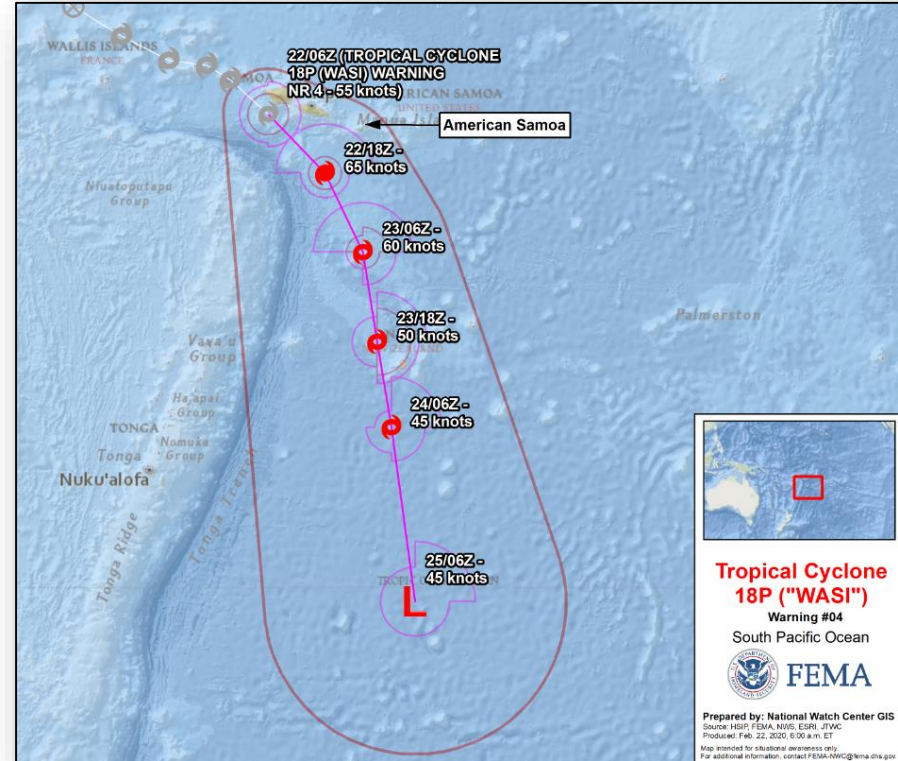 WALLIS ISLANDS
FRANCE
22/06Z (TROPICAL CYCLONE
18P (WASI) WARNING
NR 4 - 55 knots)
AMERICAN SAMOA
UNITED STATES
American Samoa
22/18Z -
65 knots
Niuatoputapu
Group
23/06Z -
60 knots
Palmerston
23/18Z -
50 knots
Vava'u
Group
Ha'apai
Group
24/06Z -
45 knots
TONGA
Tonga
Nomuka
Group
Nuku'alofa
Tonga Trench
Tonga Ridge
25/06Z -
45 knots
L
Tropical Cyclone
18P ("WASI")
Warning #04
South Pacific Ocean
FEMA
Prepared by: National Watch Center GIS
Source: HSIP, FEMA, NWS, ESRI, JTWC
Produced: Feb. 22, 2020, 6:00 a.m. ET
Map intended for situational awareness only.
For additional information, contact FEMA-NWC@fema.dhs.gov